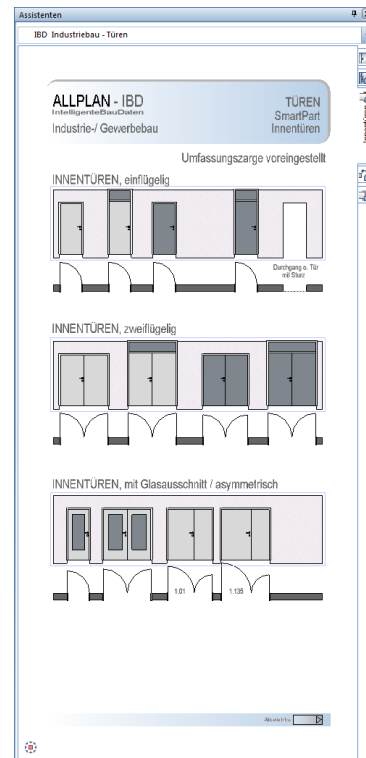 Assistenten
IBD Industriebau - Türen
ALLPLAN - IBD
IntelligenteBauDaten
Industrie-/ Gewerbebau
TÜREN
SmartPart
Innentüren
Umfassungszarge voreingestellt
INNENTÜREN, einflügelig
Durchgang o. Tür
mit Sturz
INNENTÜREN, zweiflügelig
INNENTÜREN, mit Glasausschnitt / asymmetrisch
1.01
1.135